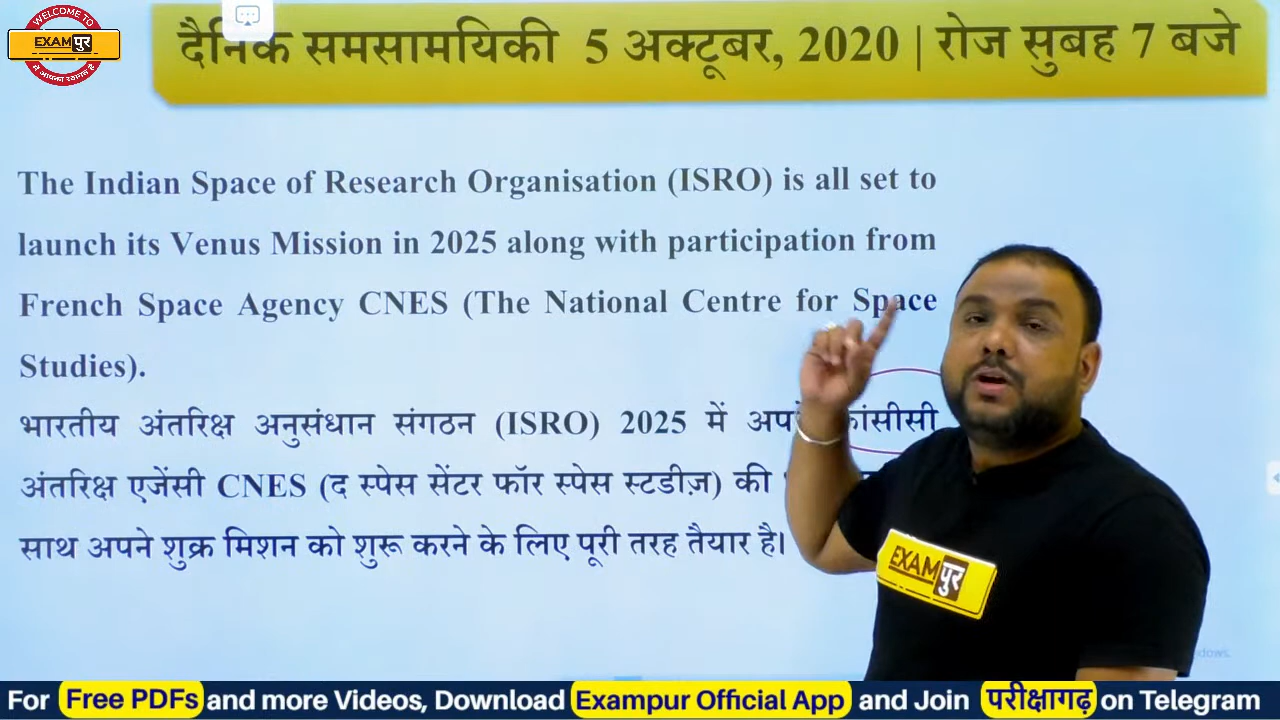 WELCOME TO
EXAMपुर
में आपका स्वागत है
दैनिक समसामयिकी 5 अक्टूबर, 2020 | रोज सुबह 7 बजे
The Indian Space of Research Organisation (ISRO) is all set to
launch its Venus Mission in 2025 along with participation from
French Space Agency CNES (The National Centre for Space
Studies).
भारतीय अंतरिक्ष अनुसंधान संगठन (ISRO) 2025 में
अंतरिक्ष एजेंसी CNES (द स्पेस सेंटर फॉर स्पेस स्टडीज़) की
साथ अपने शुक्र मिशन को शुरू करने के लिए पूरी तरह तैयार है।
EXAMपुर
For Free PDFs and more Videos, Download Exampur Official App and Join परीक्षागढ़ on Telegram